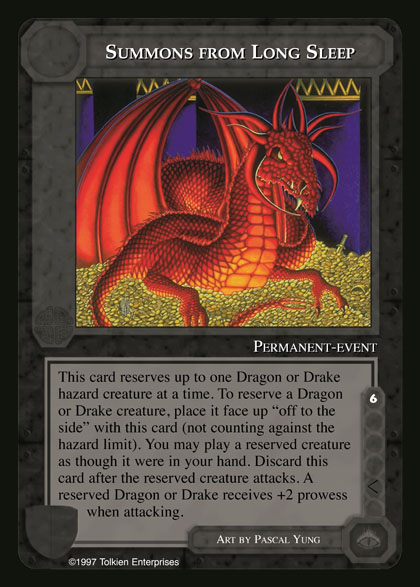 Summons from Long Sleep
Permanent-event
This card reserves up to one Dragon or Drake
hazard creature at a time. To reserve a Dragon
or Drake creature, place it face up “off to the
side” with this card (not counting against the
hazard limit). You may play a reserved creature
as though it were in your hand. Discard this
card after the reserved creature attacks. A
reserved Dragon or Drake receives +2 prowess
when attacking.
6
Art by Pascal Yung
©1997 Tolkien Enterprises